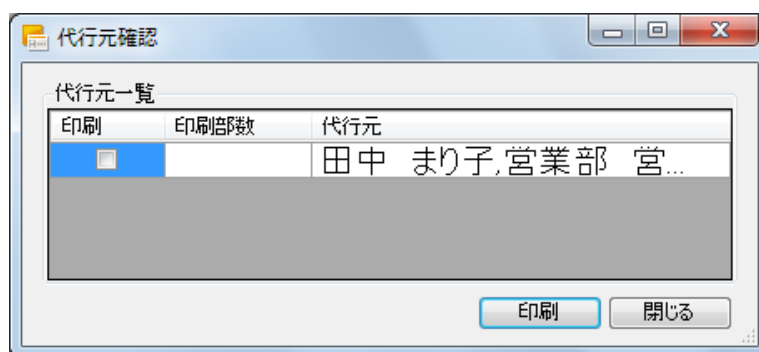 代行元確認
代行元一覧
印刷 印刷部数 代行元
田中 まり子,営業部 営...
印刷 閉じる